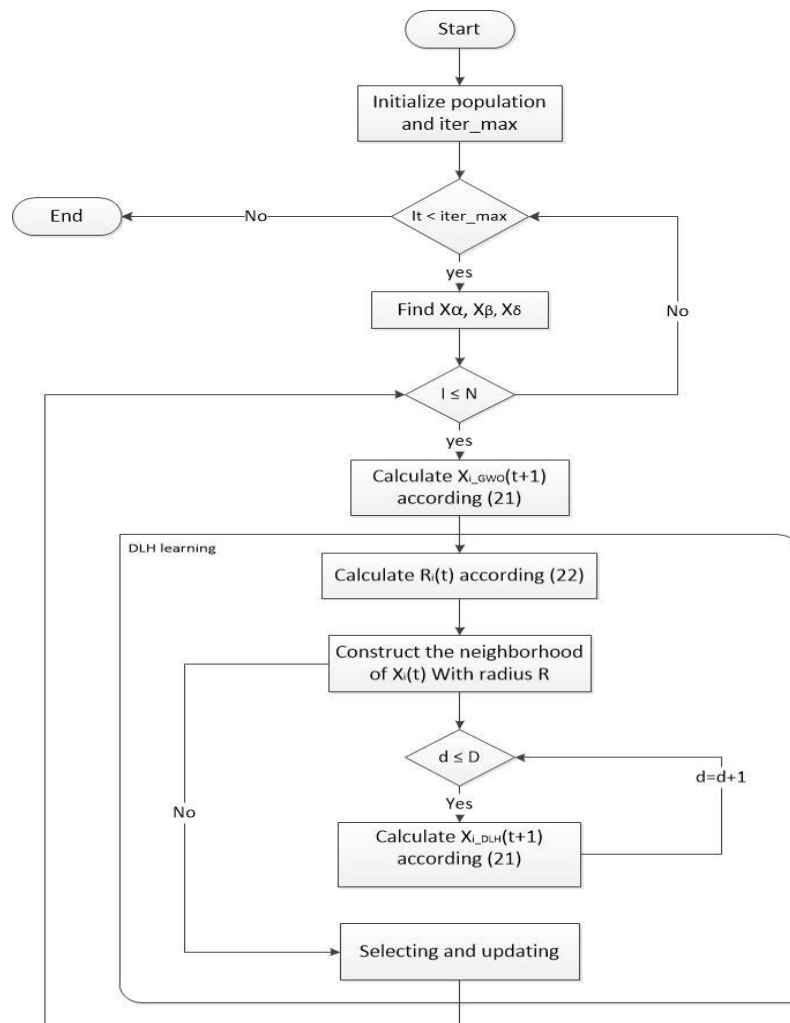 Start
Initialize population
and iter_max
It < iter_max
No
End
yes
Find Xα, Xβ, Xδ
No
I ≤ N
yes
Calculate Xi_GWO(t+1)
according (21)
DLH learning
Calculate Ri(t) according (22)
Construct the neighborhood
of Xi(t) With radius R
d ≤ D
d=d+1
No
Yes
Calculate Xi_DLH(t+1)
according (21)
Selecting and updating